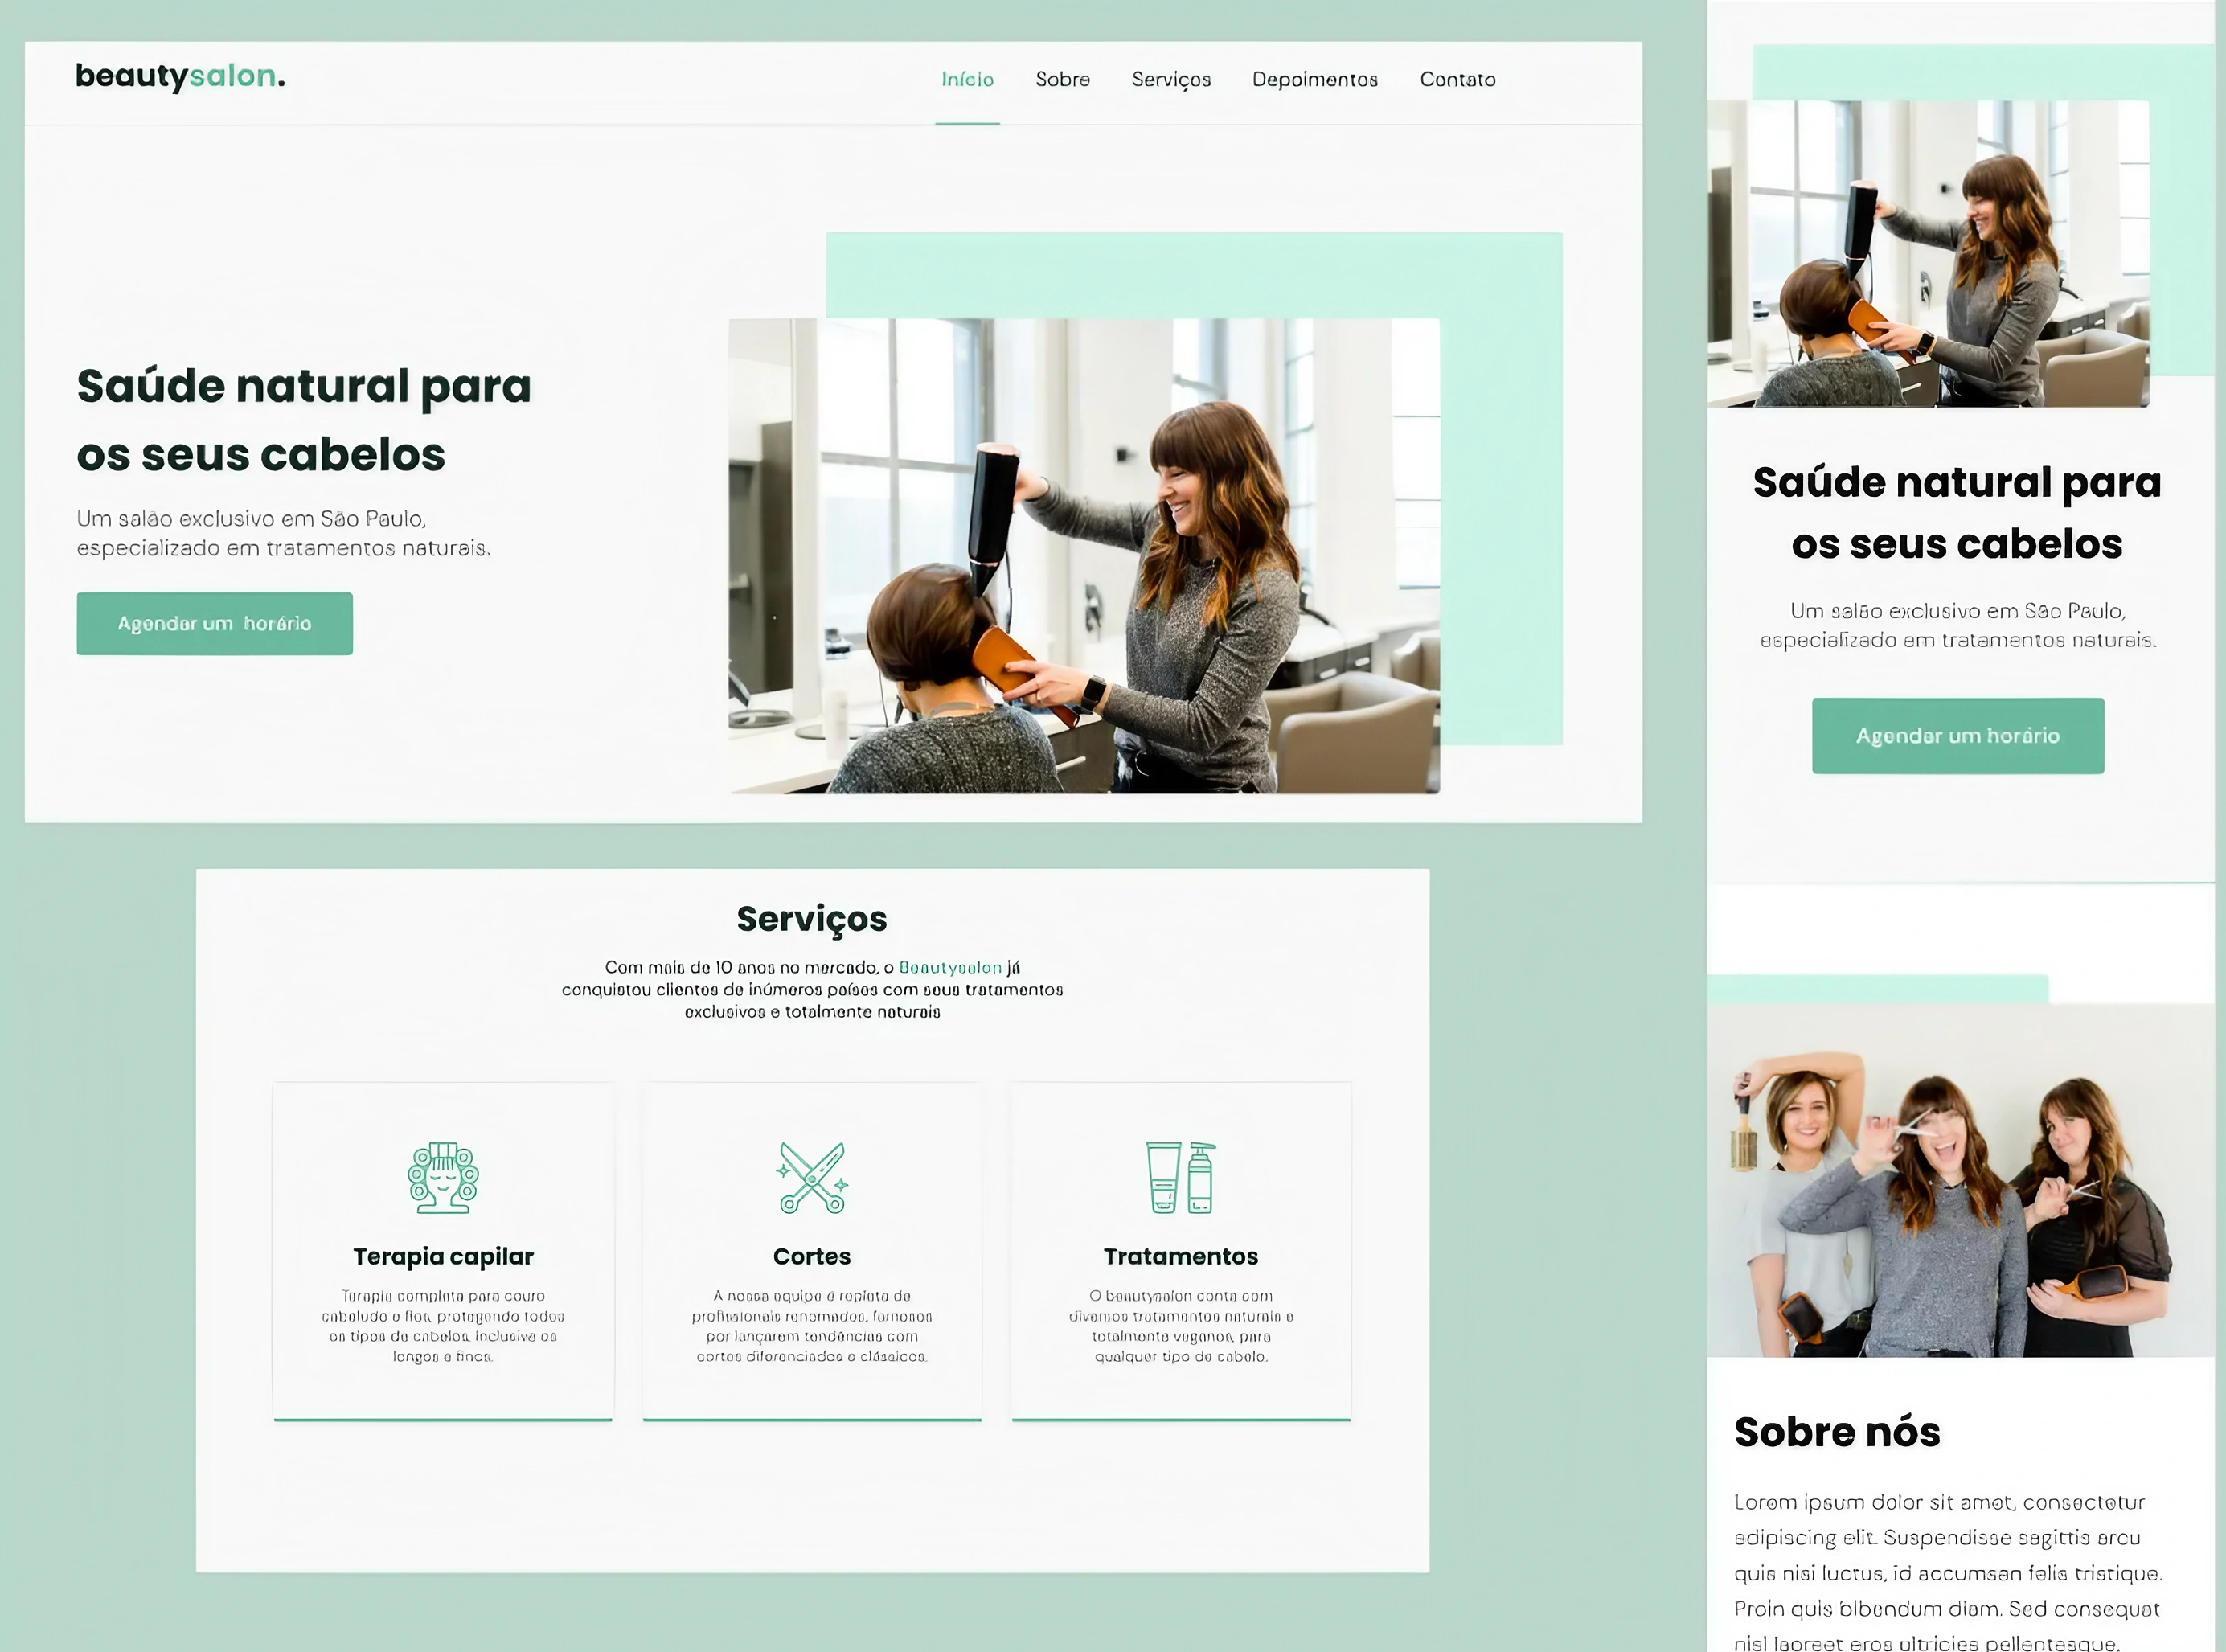 beautysalon.
Início Sobre Serviços Depoimentos Contato
Saúde natural para
os seus cabelos
Um salão exclusivo em São Paulo,
especializado em tratamentos naturais.
Agendar um horário
Serviços
Com mais de 10 anos no mercado, o Beautysalon já
conquistou clientes de inúmeros países com seus tratamentos
exclusivos e totalmente naturais
Terapia capilar
Terapia completa para couro
cabeludo e fios, protegendo todos
os tipos de cabelos, inclusive os
longos e finos.
Cortes
A nossa equipe é repleta de
profissionais renomados, famosos
por lançarem tendências com
cortes diferenciados e clássicos.
Tratamentos
O beautysalon conta com
diversos tratamentos naturais e
totalmente veganos, para
qualquer tipo de cabelo.
Saúde natural para
os seus cabelos
Um salão exclusivo em São Paulo,
especializado em tratamentos naturais.
Agendar um horário
Sobre nós
Lorem ipsum dolor sit amet, consectetur
adipiscing elit. Suspendisse sagittis arcu
quis nisi luctus, id accumsan felis tristique.
Proin quis bibendum diam. Sed consequat
nisl laoreet eros ultricies pellentesque.